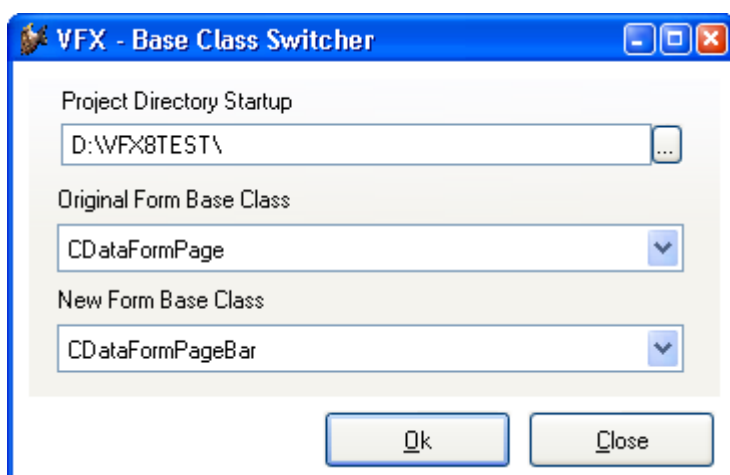 VFX - Base Class Switcher
Project Directory Startup
D:\VFX8TEST\
...
Original Form Base Class
CDataFormPage
New Form Base Class
CDataFormPageBar
Ok Close